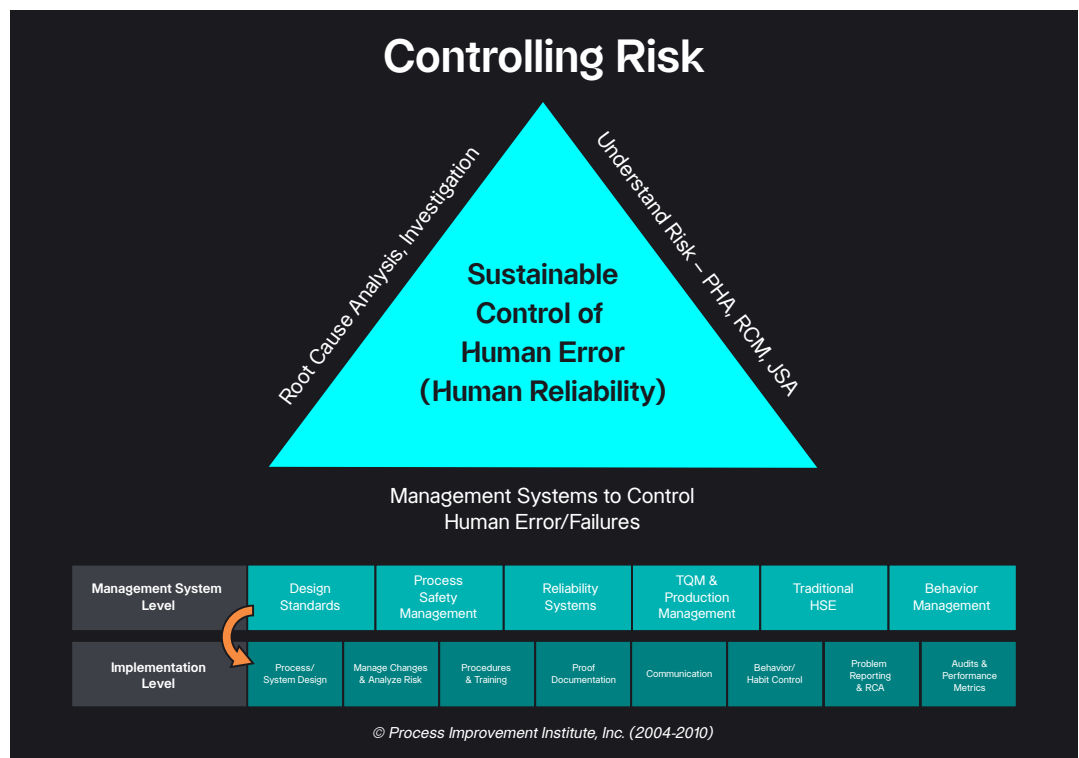 Controlling Risk
Root Cause Analysis, Investigation
Understand Risk – PHA, RCM, JSA
Sustainable
Control of
Human Error
(Human Reliability)
Management Systems to Control
Human Error/Failures
Management System
Level
Design
Standards
Process
Safety
Management
Reliability
Systems
TQM &
Production
Management
Traditional
HSE
Behavior
Management
Implementation
Level
Process/
System Design
Manage Changes
& Analyze Risk
Procedures
& Training
Proof
Documentation
Communication
Behavior/
Habit Control
Problem
Reporting
& RCA
Audits &
Performance
Metrics
© Process Improvement Institute, Inc. (2004-2010)